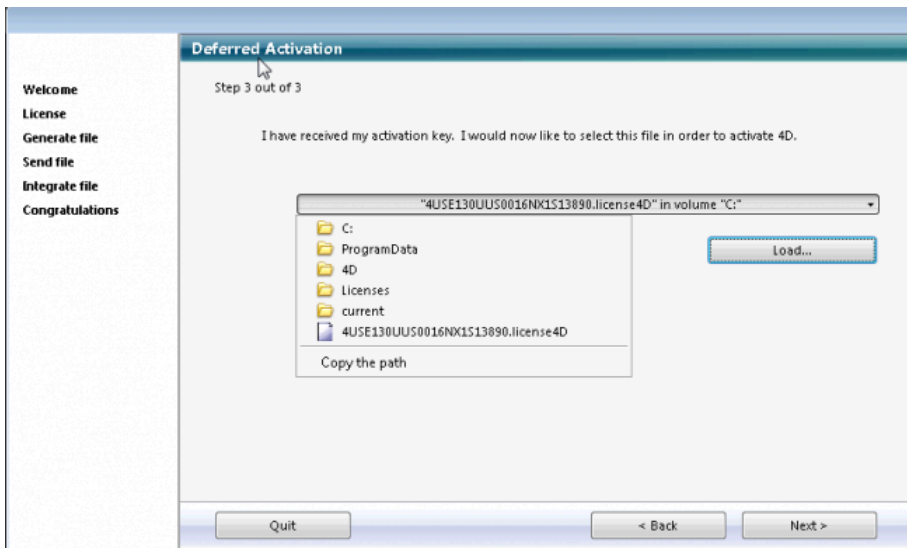 Deferred Activation
Step 3 out of 3
Welcome
License
Generate file
Send file
Integrate file
Congratulations
I have received my activation key. I would now like to select this file in order to activate 4D.
"4USE130UUS0016NX1S13890.license4D" in volume "C:"
C:
ProgramData
4D
Licenses
current
4USE130UUS0016NX1S13890.license4D
Copy the path
Load...
Quit
< Back
Next >